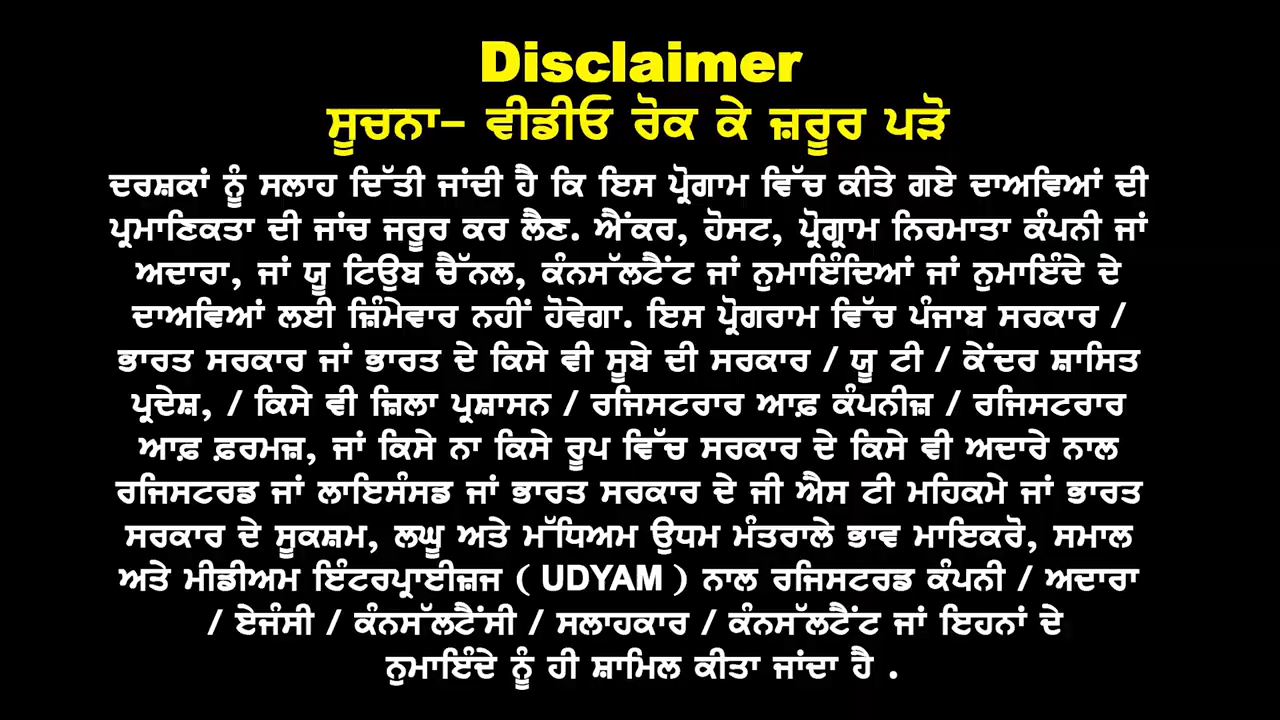 Disclaimer
ਸੂਚਨਾ- ਵੀਡੀਓ ਰੋਕ ਕੇ ਜ਼ਰੂਰ ਪੜੋ
ਦਰਸ਼ਕਾਂ ਨੂੰ ਸਲਾਹ ਦਿੱਤੀ ਜਾਂਦੀ ਹੈ ਕਿ ਇਸ ਪ੍ਰੋਗਾਮ ਵਿੱਚ ਕੀਤੇ ਗਏ ਦਾਅਵਿਆਂ ਦੀ
ਪ੍ਰਮਾਣਿਕਤਾ ਦੀ ਜਾਂਚ ਜਰੂਰ ਕਰ ਲੈਣ. ਐਂਕਰ, ਹੋਸਟ, ਪ੍ਰੋਗ੍ਰਾਮ ਨਿਰਮਾਤਾ ਕੰਪਨੀ ਜਾਂ
ਅਦਾਰਾ, ਜਾਂ ਯੂ ਟਿਉਬ ਚੈੱਨਲ, ਕੰਨਸੱਲਟੈਂਟ ਜਾਂ ਨੁਮਾਇੰਦਿਆਂ ਜਾਂ ਨੁਮਾਇੰਦੇ ਦੇ
ਦਾਅਵਿਆਂ ਲਈ ਜ਼ਿੰਮੇਵਾਰ ਨਹੀਂ ਹੋਵੇਗਾ. ਇਸ ਪ੍ਰੋਗਰਾਮ ਵਿੱਚ ਪੰਜਾਬ ਸਰਕਾਰ /
ਭਾਰਤ ਸਰਕਾਰ ਜਾਂ ਭਾਰਤ ਦੇ ਕਿਸੇ ਵੀ ਸੂਬੇ ਦੀ ਸਰਕਾਰ / ਯੂ ਟੀ / ਕੇਂਦਰ ਸ਼ਾਸਿਤ
ਪ੍ਰਦੇਸ਼, / ਕਿਸੇ ਵੀ ਜ਼ਿਲਾ ਪ੍ਰਸ਼ਾਸਨ / ਰਜਿਸਟਰਾਰ ਆਫ਼ ਕੰਪਨੀਜ਼ / ਰਜਿਸਟਰਾਰ
ਆਫ਼ ਫ਼ਰਮਜ਼, ਜਾਂ ਕਿਸੇ ਨਾ ਕਿਸੇ ਰੂਪ ਵਿੱਚ ਸਰਕਾਰ ਦੇ ਕਿਸੇ ਵੀ ਅਦਾਰੇ ਨਾਲ
ਰਜਿਸਟਰਡ ਜਾਂ ਲਾਇਸੰਸਡ ਜਾਂ ਭਾਰਤ ਸਰਕਾਰ ਦੇ ਜੀ ਐਸ ਟੀ ਮਹਿਕਮੇ ਜਾਂ ਭਾਰਤ
ਸਰਕਾਰ ਦੇ ਸੂਕਸ਼ਮ, ਲਘੂ ਅਤੇ ਮੱਧਿਅਮ ਉਧਮ ਮੰਤਰਾਲੇ ਭਾਵ ਮਾਇਕਰੋ, ਸਮਾਲ
ਅਤੇ ਮੀਡੀਅਮ ਇੰਟਰਪ੍ਰਾਈਜ਼ਜ ( UDYAM ) ਨਾਲ ਰਜਿਸਟਰਡ ਕੰਪਨੀ / ਅਦਾਰਾ
/ ਏਜੰਸੀ / ਕੰਨਸੱਲਟੈਂਸੀ / ਸਲਾਹਕਾਰ / ਕੰਨਸੱਲਟੈਂਟ ਜਾਂ ਇਹਨਾਂ ਦੇ
ਨੁਮਾਇੰਦੇ ਨੂੰ ਹੀ ਸ਼ਾਮਿਲ ਕੀਤਾ ਜਾਂਦਾ ਹੈ .